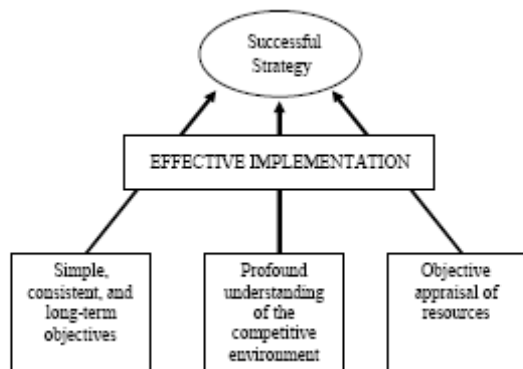 Successful
Strategy
EFFECTIVE IMPLEMENTATION
Simple,
consistent, and
long-term
objectives
Profound
understanding
of the
competitive
environment
Objective
appraisal of
resources